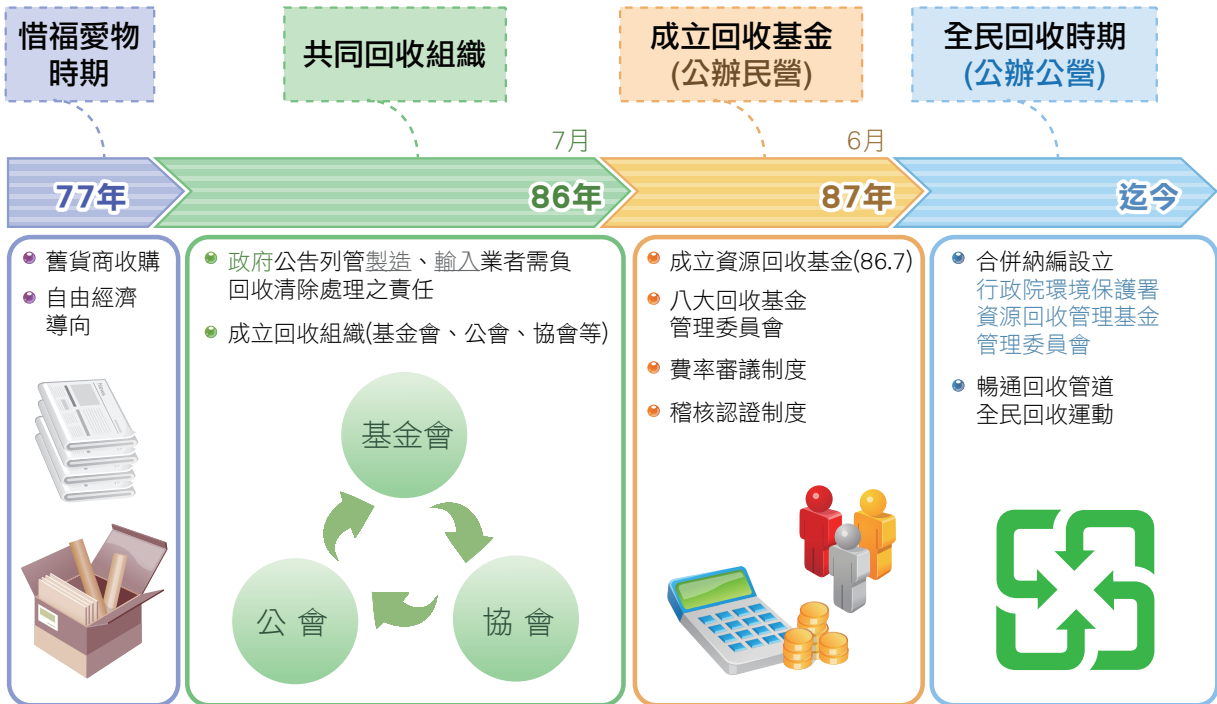 惜福愛物
時期
共同回收組織
成立回收基金
(公辦民營)
全民回收時期
(公辦公營)
7月
6月
77年
86年
87年
迄今
舊貨商收購
自由經濟
導向
政府公告列管製造、輸入業者需負
回收清除處理之責任
成立回收組織(基金會、公會、協會等)
基金會
公會
協會
成立資源回收基金(86.7)
八大回收基金
管理委員會
費率審議制度
稽核認證制度
合併納編設立
行政院環境保護署
資源回收管理基金
管理委員會
暢通回收管道
全民回收運動
News